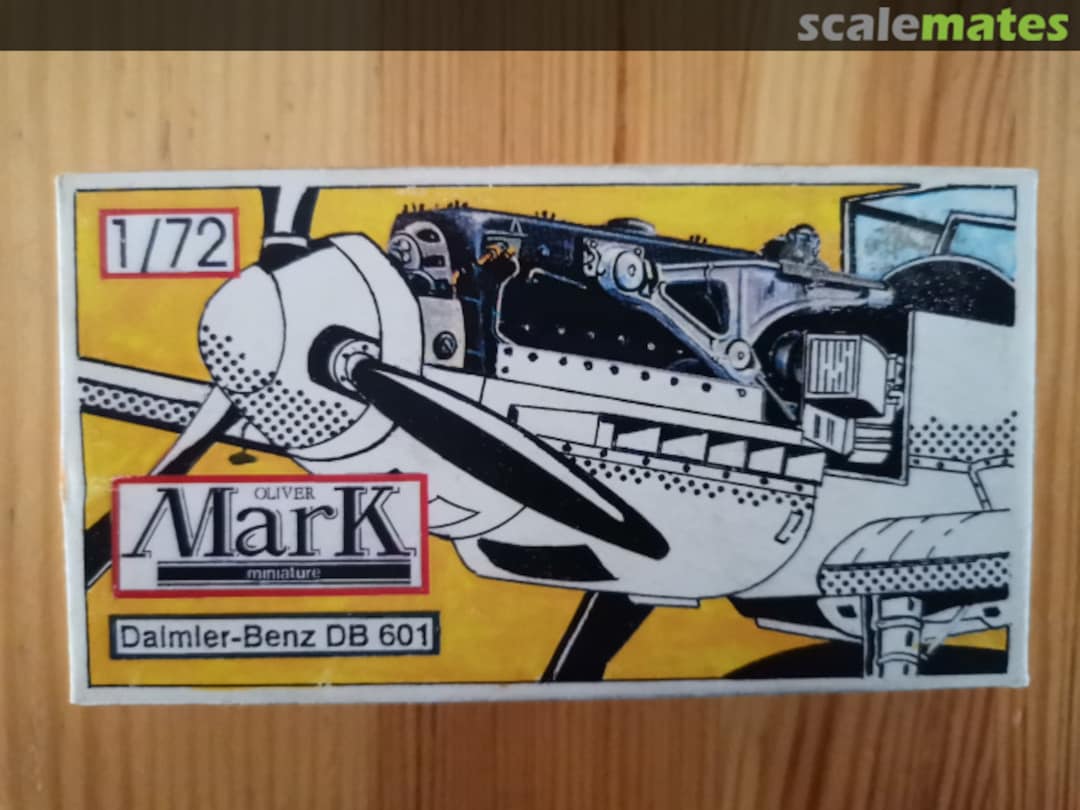 scalemates
1/72
OLIVER
MarK
miniature
Daimler-Benz DB 601